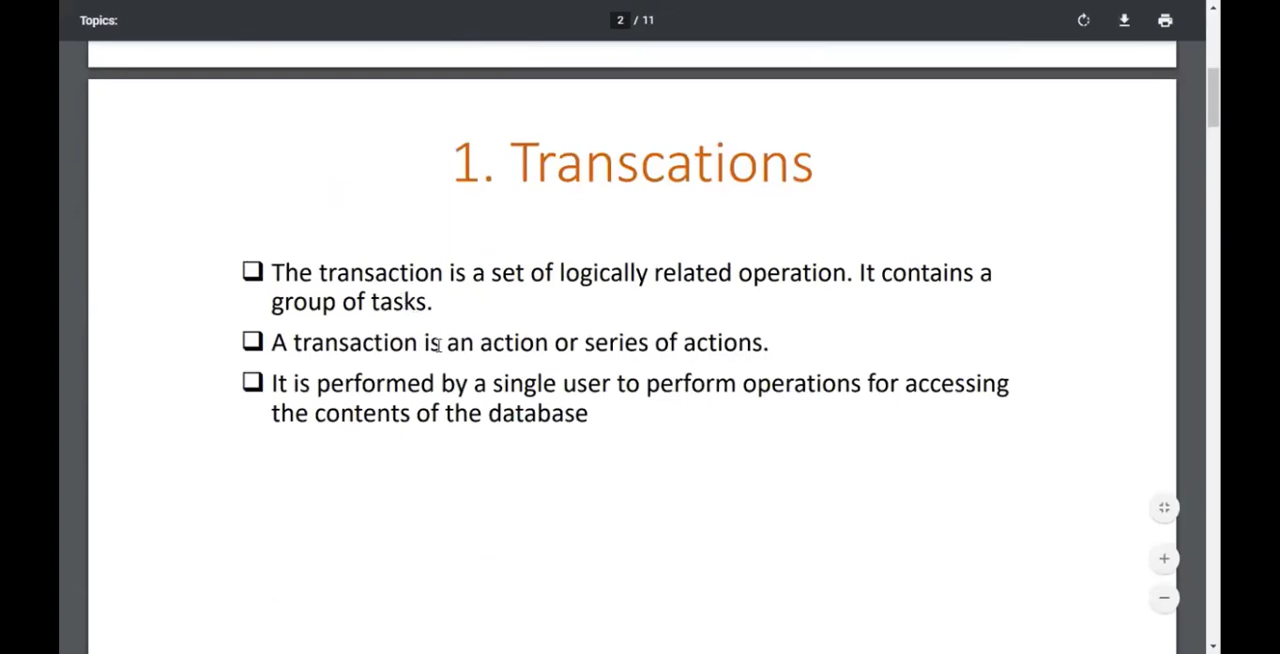 Topics:
2 / 11
1. Transcations
The transaction is a set of logically related operation. It contains a
group of tasks.
A transaction is an action or series of actions.
It is performed by a single user to perform operations for accessing
the contents of the database